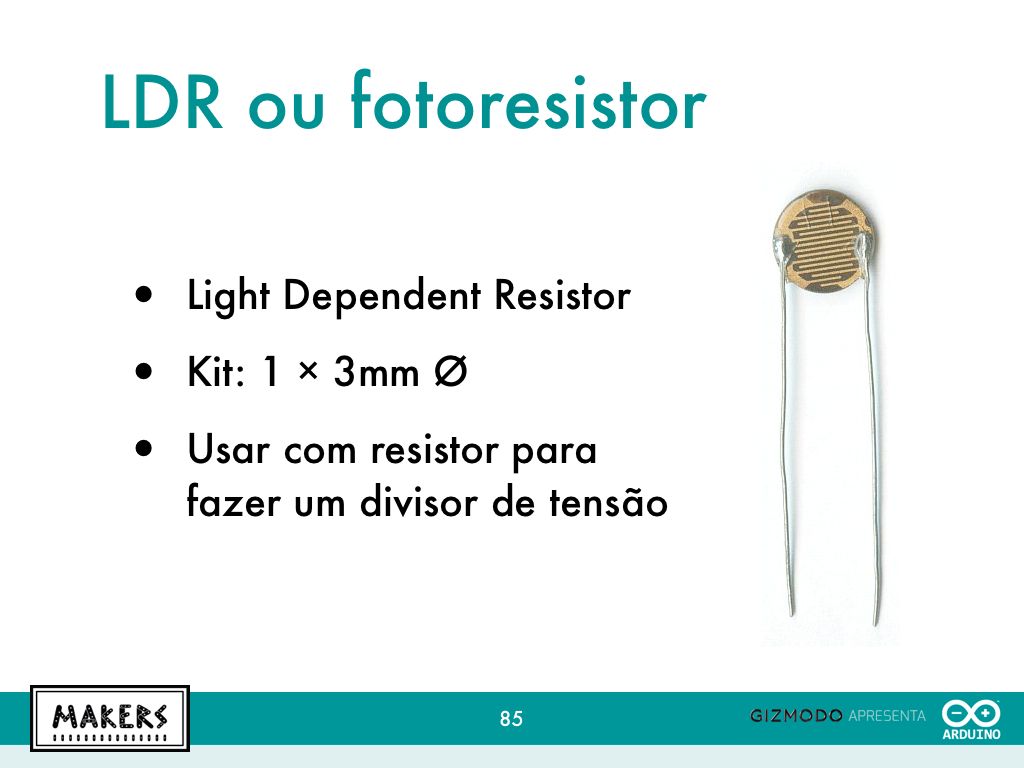 LDR ou fotoresistor
• Light Dependent Resistor
• Kit: 1 × 3mm Ø
• Usar com resistor para
fazer um divisor de tensão
MAKERS
85
GIZMODO APRESENTA
ARDUINO